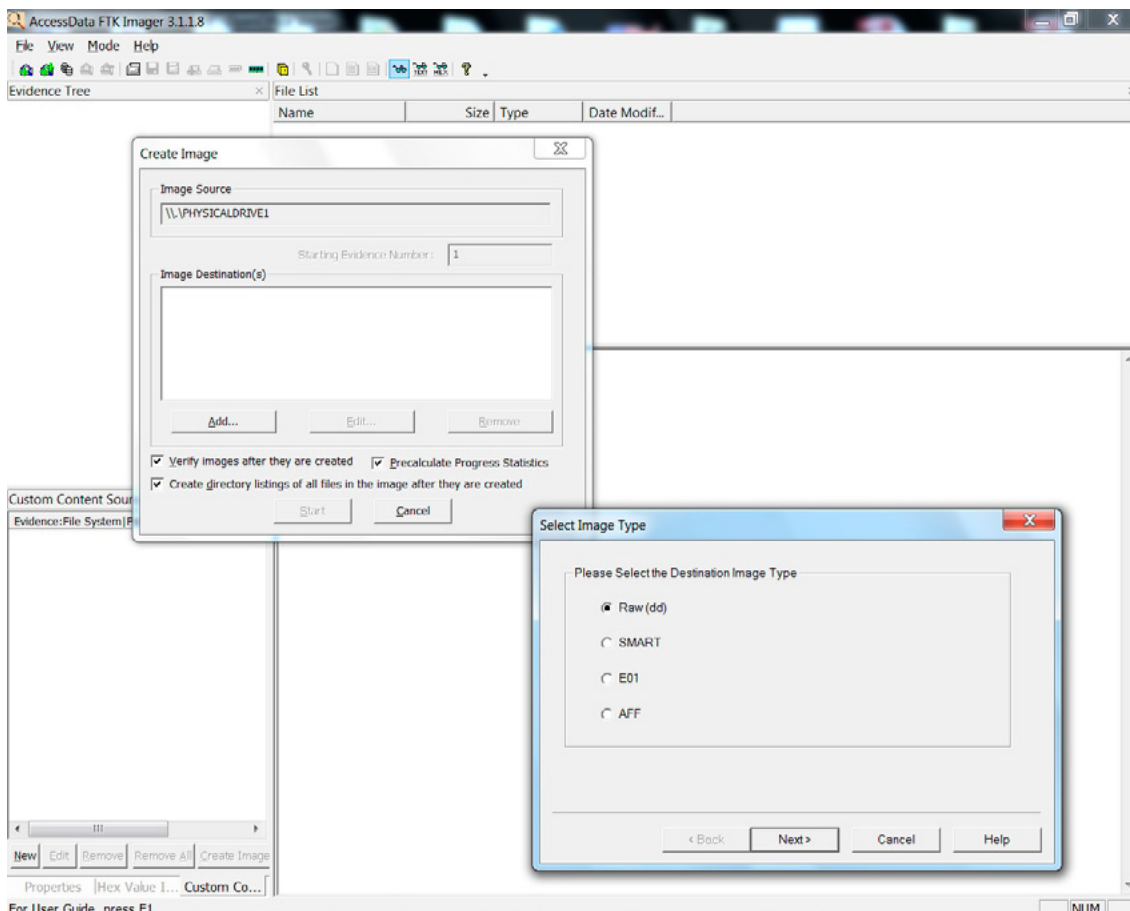 AccessData FTK Imager 3.1.1.8
File View Mode Help
Evidence Tree
File List
Name Size Type Date Modif...
Create Image
Image Source
\\.\PHYSICALDRIVE1
Starting Evidence Number: 1
Image Destination(s)
Add... Edit... Remove
Verify images after they are created Precalculate Progress Statistics
Create directory listings of all files in the image after they are created
Start Cancel
Custom Content Sour
Evidence:File System|P
Select Image Type
Please Select the Destination Image Type
Raw (dd)
SMART
E01
AFF
< Back Next > Cancel Help
New Edit Remove Remove All Create Image
Properties Hex Value I... Custom Co...
For User Guide, press F1
NUM